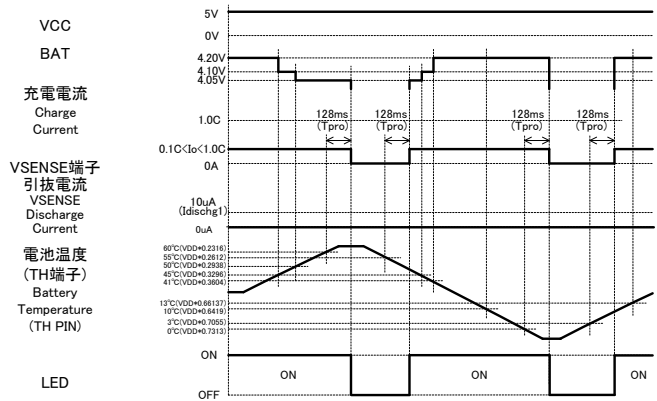 VCC
5V
0V
BAT
4.20V
4.10V
4.05V
充電電流
Charge
Current
1.0C
128ms
(Tpro)
128ms
(Tpro)
128ms
(Tpro)
128ms
(Tpro)
0.1C<Io<1.0C
0A
VSENSE端子
引抜電流
VSENSE
Discharge
Current
10uA
(Idischg1)
0uA
電池温度
(TH端子)
Battery
Temperature
(TH PIN)
60℃(VDD*0.2316)
55℃(VDD*0.2612)
50℃(VDD*0.2938)
45℃(VDD*0.3296)
41℃(VDD*0.3604)
13℃(VDD*0.66137)
10℃(VDD*0.6419)
3℃(VDD*0.7055)
0℃(VDD*0.7313)
LED
ON
OFF
ON
ON
ON